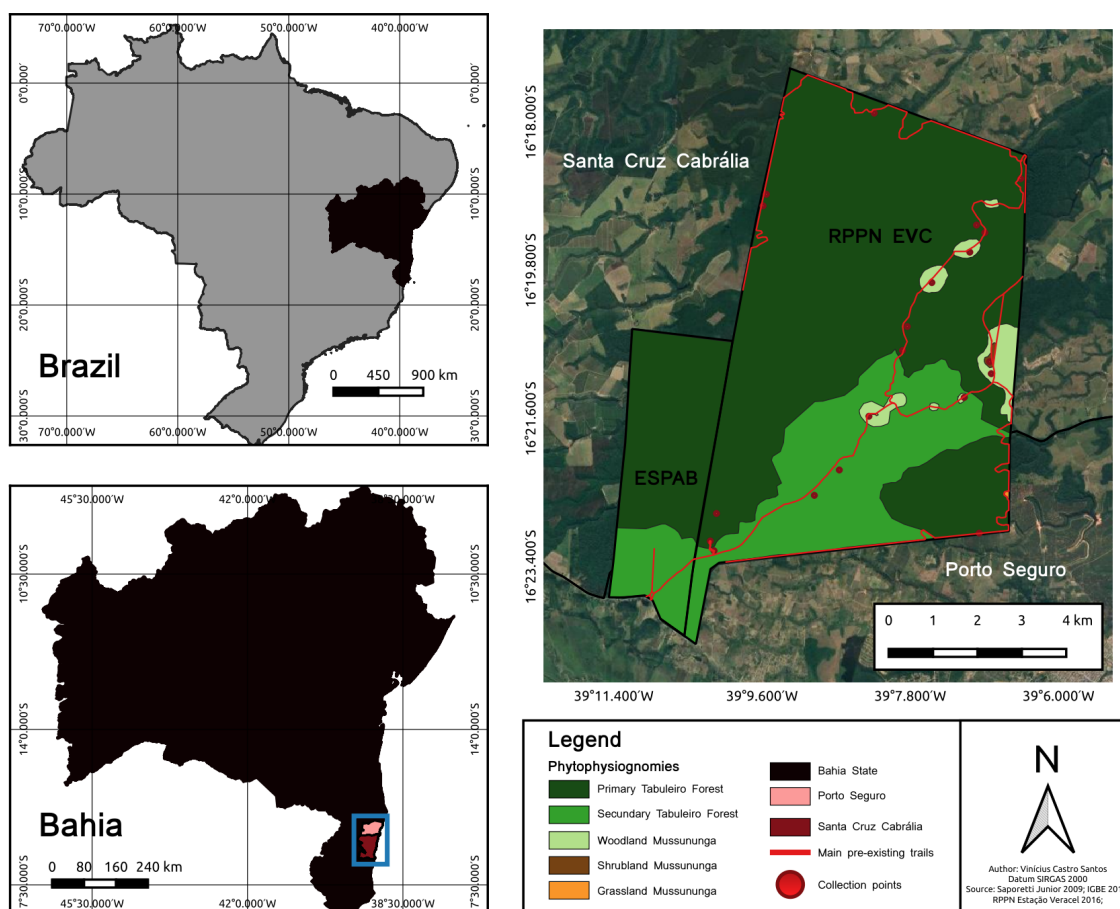 70°0.000′W 60°0.000′W 50°0.000′W 40°0.000′W
0°0.000′
10°0.000′S
20°0.000′S
30°0.000′S
0°0.000′
10°0.000′S
20°0.000′S
30°0.000′S
Brazil
0 450 900 km
70°0.000′W 60°0.000′W 50°0.000′W 40°0.000′W
45°30.000′W 42°0.000′W 38°30.000′W
10°30.000′S
14°0.000′S
7°30.000′S
10°30.000′S
14°0.000′S
7°30.000′S
Bahia
0 80 160 240 km
45°30.000′W 42°0.000′W 38°30.000′W
16°18.000′S
16°19.800′S
16°21.600′S
16°23.400′S
Santa Cruz Cabrália
RPPN EVC
ESPAB
Porto Seguro
0 1 2 3 4 km
39°11.400′W 39°9.600′W 39°7.800′W 39°6.000′W
Legend
Phytophysiognomies
Primary Tabuleiro Forest
Secundary Tabuleiro Forest
Woodland Mussununga
Shrubland Mussununga
Grassland Mussununga
Bahia State
Porto Seguro
Santa Cruz Cabrália
Main pre-existing trails
Collection points
N
Author: Vinícius Castro Santos
Datum SIRGAS 2000
Source: Saporetti Junior 2009; IGBE 201
RPPN Estação Veracel 2016;